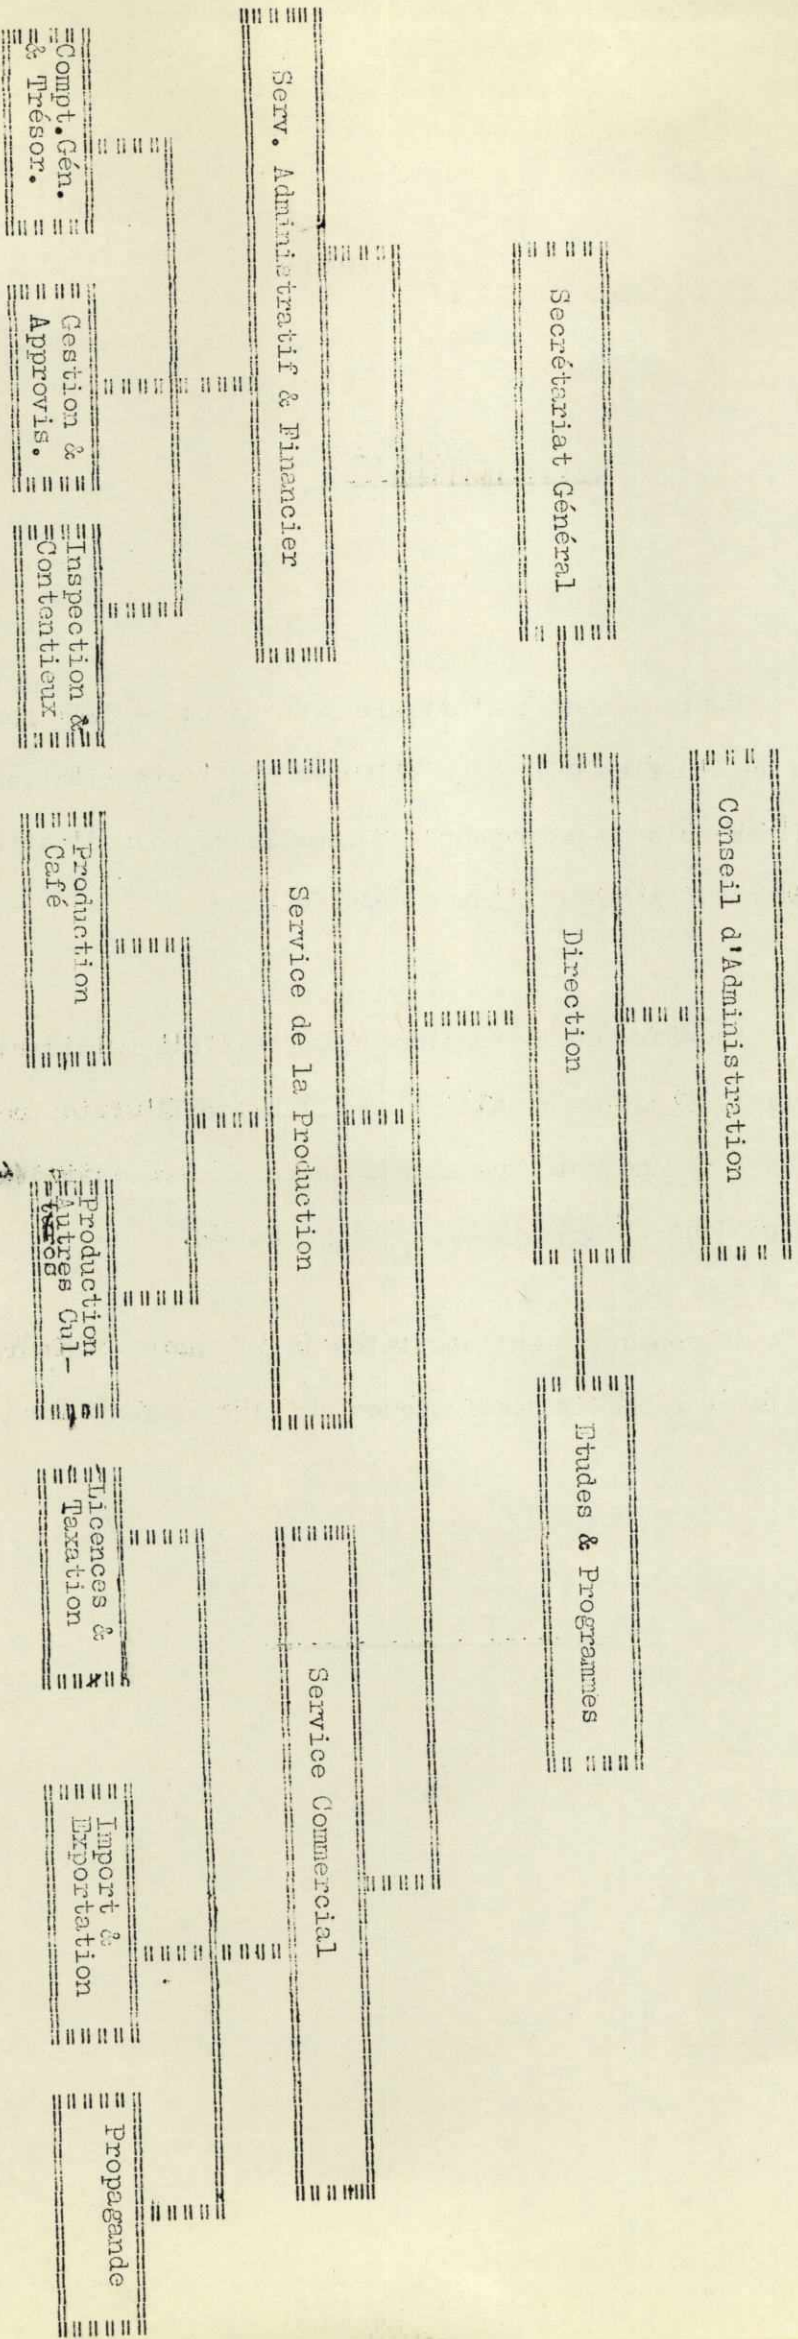 Conseil d'Administration
Secrétariat Général
Direction
Etudes & Programmes
Serv. Administratif & Financier
Service de la Production
Service Commercial
Compt.Gén.
& Trésor.
Gestion &
Approvis.
Inspection &
Contentieux
Production
Café
Production
Autres Cul-
tures
Licences &
Taxation
Import &
Exportation
Propagande